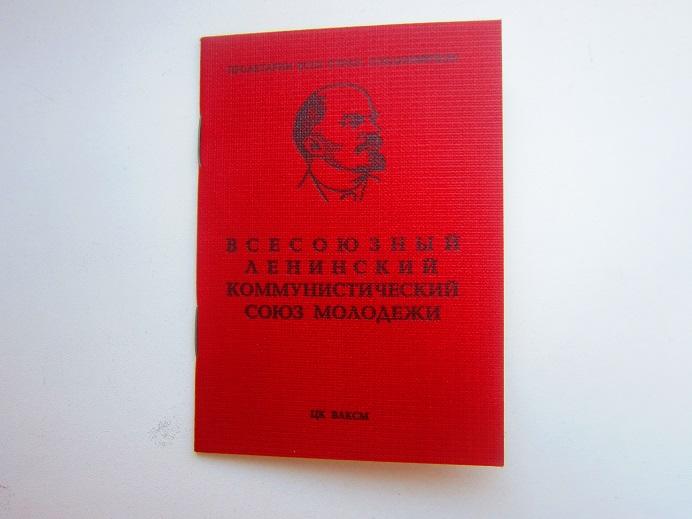 ПРОЛЕТАРИИ ВСЕХ СТРАН, СОЕДИНЯЙТЕСЬ!
ВСЕСОЮЗНЫЙ
ЛЕНИНСКИЙ
КОММУНИСТИЧЕСКИЙ
СОЮЗ МОЛОДЕЖИ
ЦК ВЛКСМ